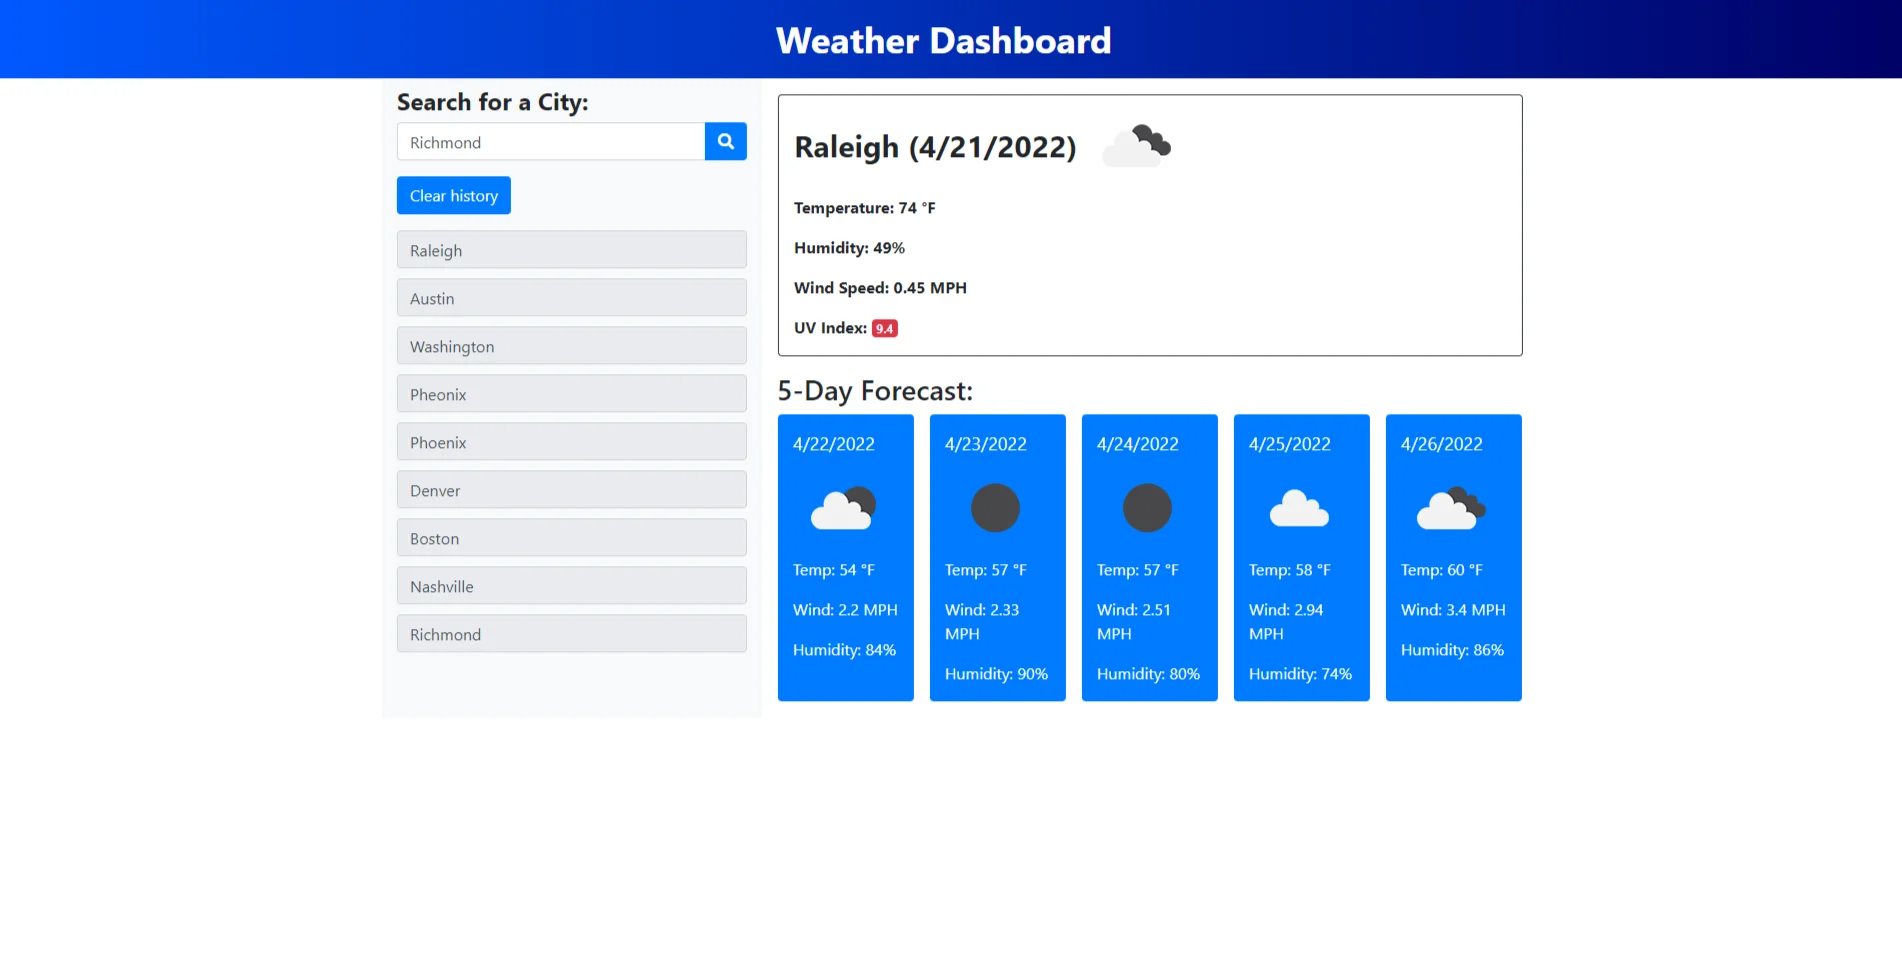 Weather Dashboard
Search for a City:
Richmond
Clear history
Raleigh
Austin
Washington
Pheonix
Phoenix
Denver
Boston
Nashville
Richmond
Raleigh (4/21/2022)
Temperature: 74 °F
Humidity: 49%
Wind Speed: 0.45 MPH
UV Index: 9.4
5-Day Forecast:
4/22/2022
Temp: 54 °F
Wind: 2.2 MPH
Humidity: 84%
4/23/2022
Temp: 57 °F
Wind: 2.33
MPH
Humidity: 90%
4/24/2022
Temp: 57 °F
Wind: 2.51
MPH
Humidity: 80%
4/25/2022
Temp: 58 °F
Wind: 2.94
MPH
Humidity: 74%
4/26/2022
Temp: 60 °F
Wind: 3.4 MPH
Humidity: 86%